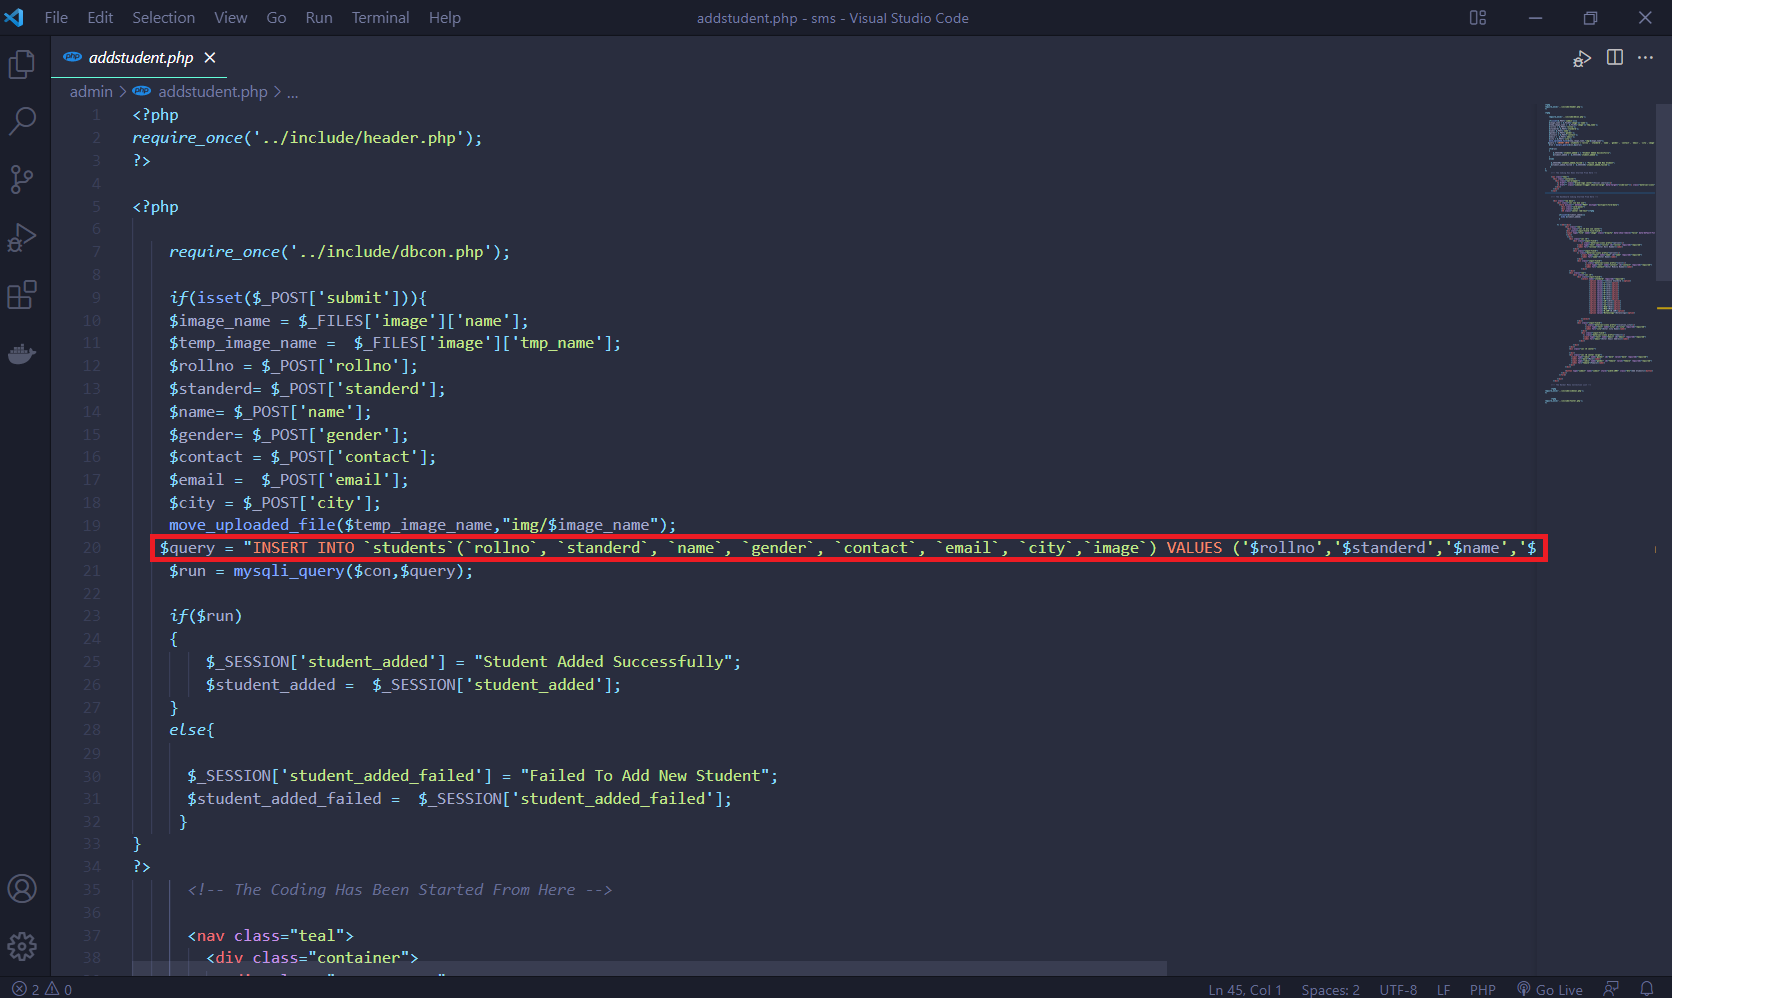 File Edit Selection View Go Run Terminal Help
addstudent.php - sms - Visual Studio Code
php addstudent.php ×
admin > php addstudent.php > ...
1 <?php
2 require_once('../include/header.php');
3 ?>
4
5 <?php
6
7 require_once('../include/dbcon.php');
8
9 if(isset($_POST['submit'])){
10 $image_name = $_FILES['image']['name'];
11 $temp_image_name =  $_FILES['image']['tmp_name'];
12 $rollno = $_POST['rollno'];
13 $standerd= $_POST['standerd'];
14 $name= $_POST['name'];
15 $gender= $_POST['gender'];
16 $contact = $_POST['contact'];
17 $email =  $_POST['email'];
18 $city = $_POST['city'];
19 move_uploaded_file($temp_image_name,"img/$image_name");
20 $query = "INSERT INTO `students`(`rollno`, `standerd`, `name`, `gender`, `contact`, `email`, `city`,`image`) VALUES ('$rollno','$standerd','$name','$
21 $run = mysqli_query($con,$query);
22
23 if($run)
24 {
25 $_SESSION['student_added'] = "Student Added Successfully";
26 $student_added =  $_SESSION['student_added'];
27 }
28 else{
29
30 $_SESSION['student_added_failed'] = "Failed To Add New Student";
31 $student_added_failed =  $_SESSION['student_added_failed'];
32 }
33 }
34 ?>
35 <!-- The Coding Has Been Started From Here -->
36
37 <nav class="teal">
38 <div class="container">
2 0
Ln 45, Col 1 Spaces: 2 UTF-8 LF PHP Go Live